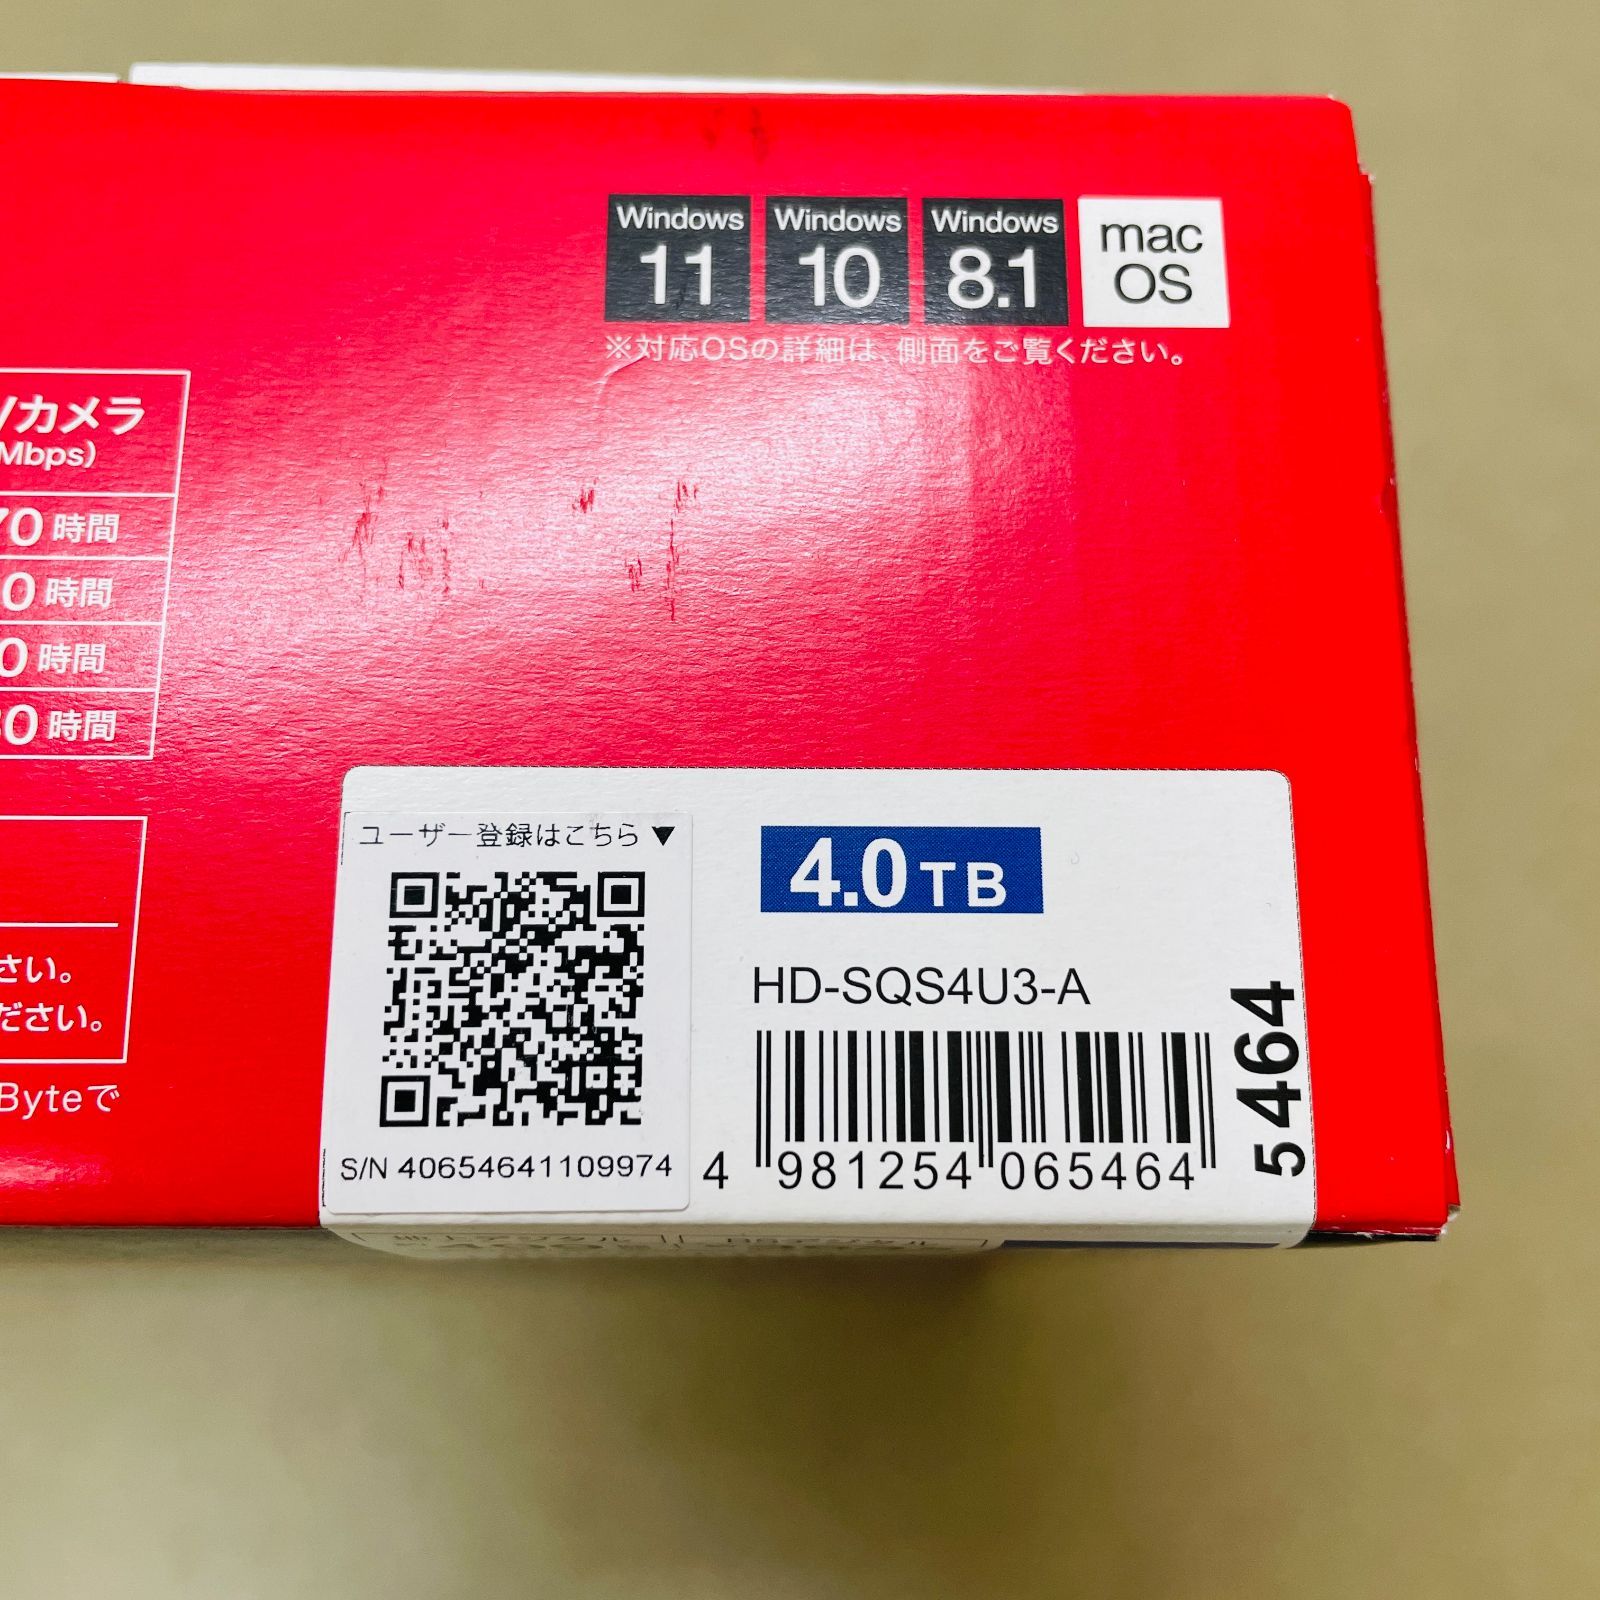 Windows 11
Windows 10
Windows 8.1
mac OS
※対応OSの詳細は、側面をご覧ください。
/カメラ
Mbps)
70時間
0時間
0時間
0時間
さい。
ださい。
Byteで
ユーザー登録はこちら▼
S/N 40654641109974
4.0TB
HD-SQS4U3-A
4 981254 065464
5464